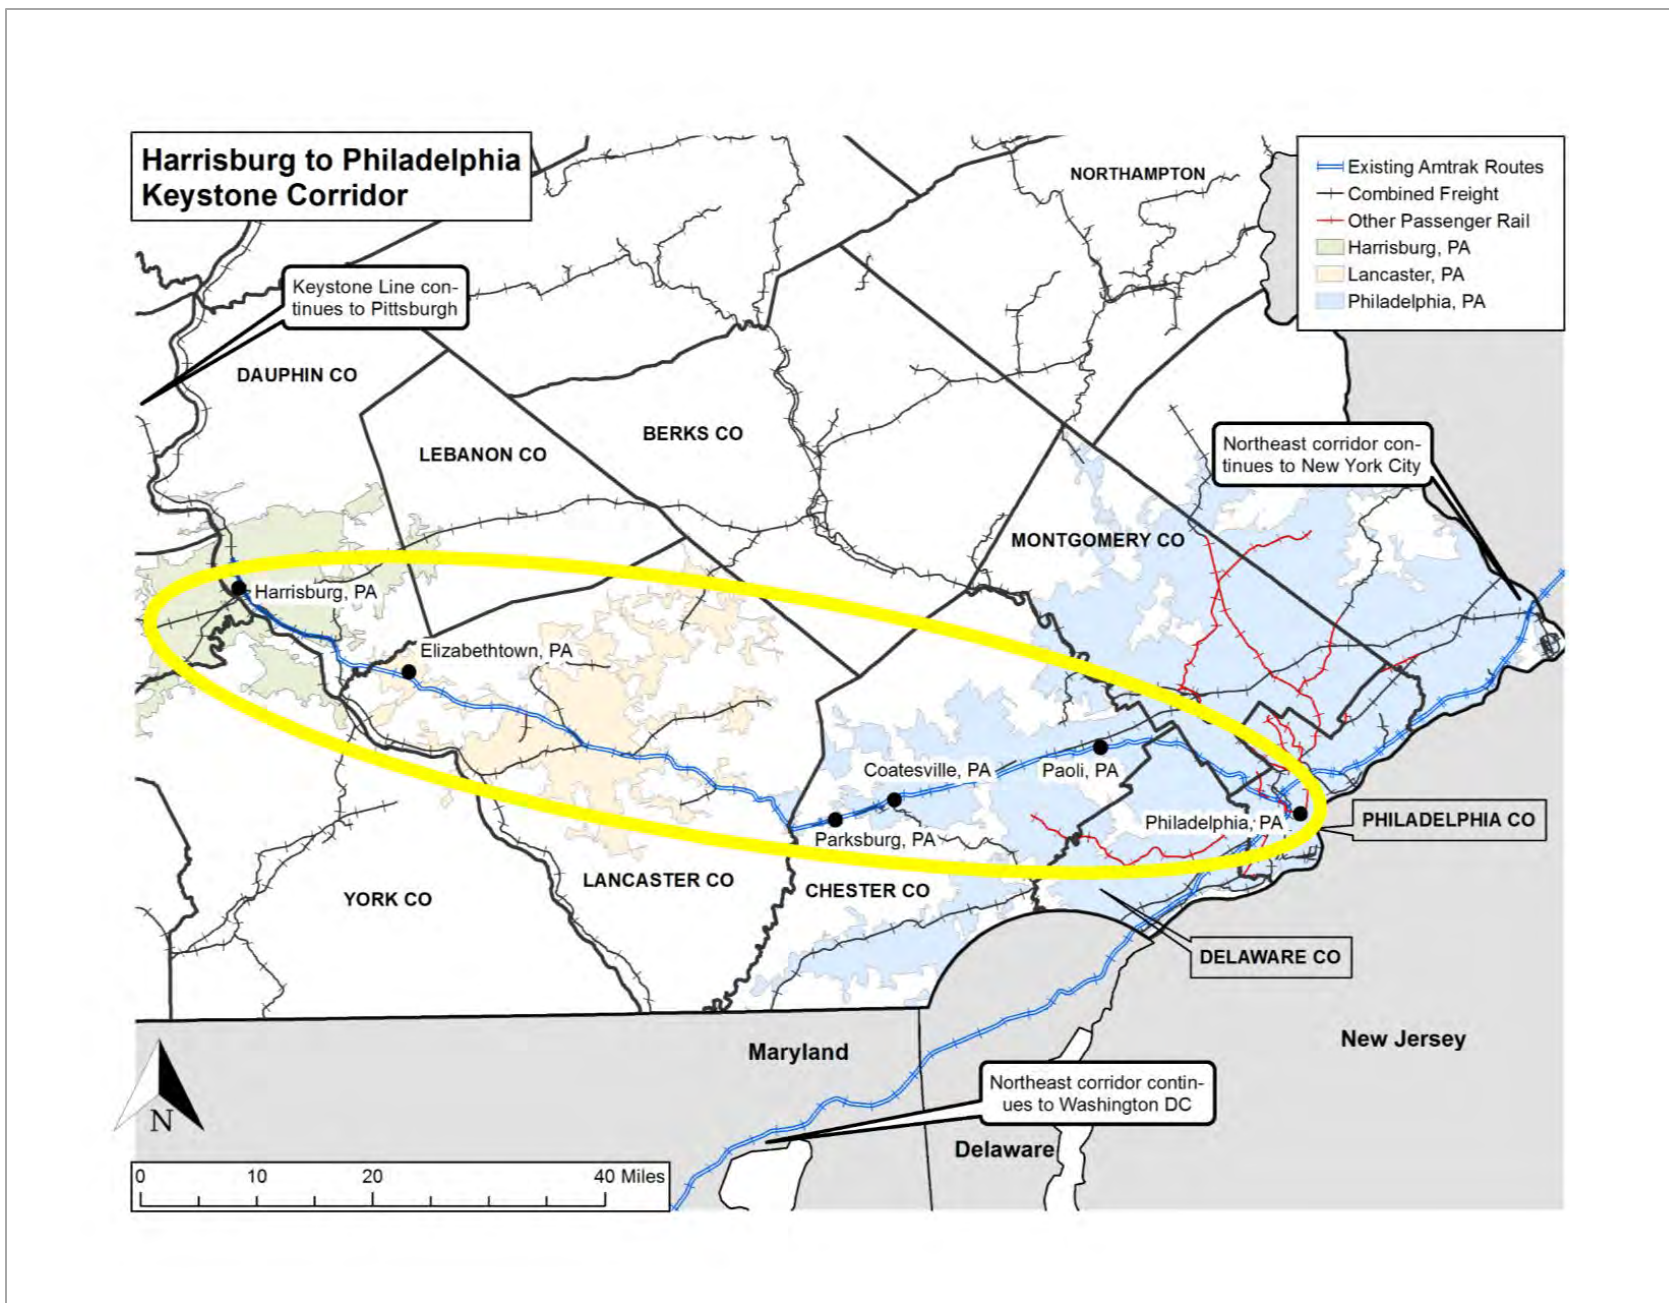 Harrisburg to Philadelphia
Keystone Corridor
Existing Amtrak Routes
Combined Freight
Other Passenger Rail
Harrisburg, PA
Lancaster, PA
Philadelphia, PA
NORTHAMPTON
Keystone Line con-
tinues to Pittsburgh
DAUPHIN CO
LEBANON CO
BERKS CO
Northeast corridor con-
tinues to New York City
MONTGOMERY CO
Harrisburg, PA
Elizabethtown, PA
Coatesville, PA
Paoli, PA
Parksburg, PA
Philadelphia, PA
PHILADELPHIA CO
YORK CO
LANCASTER CO
CHESTER CO
DELAWARE CO
Maryland
New Jersey
Northeast corridor contin-
ues to Washington DC
Delaware
N
0 10 20 40 Miles